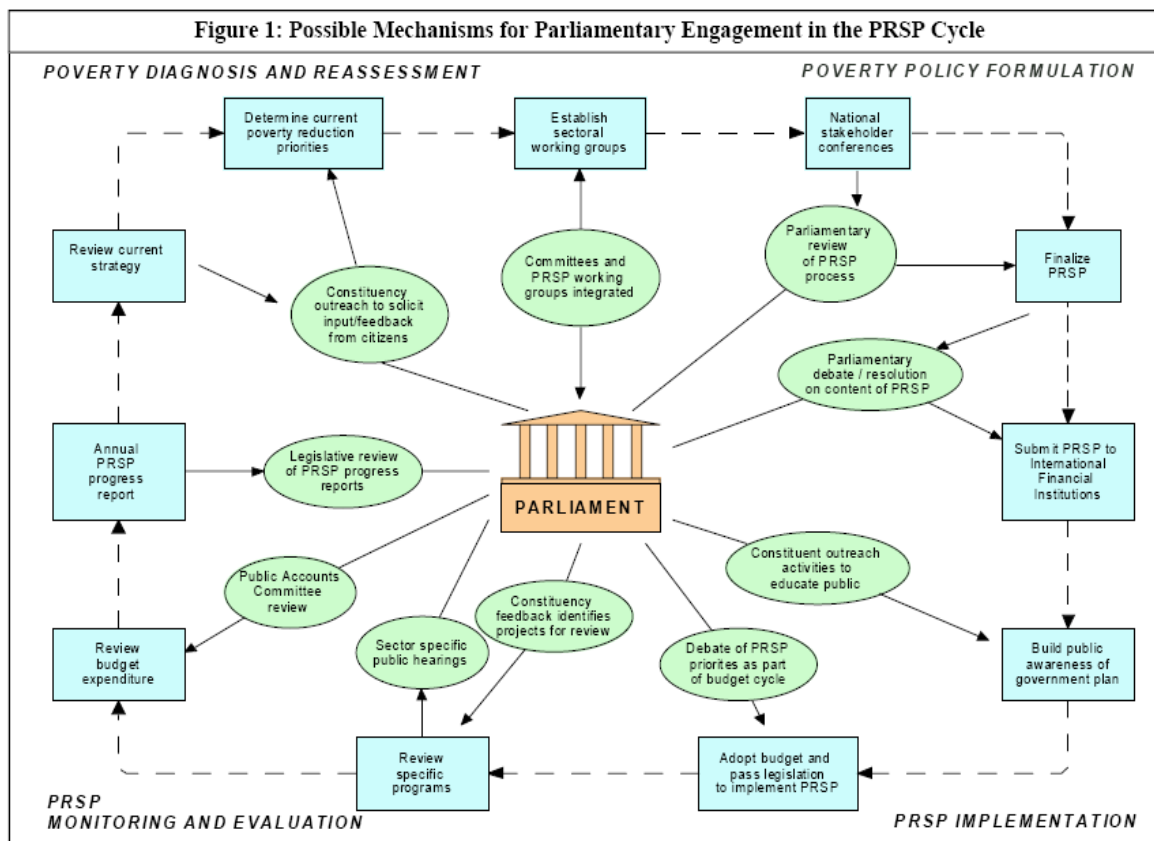 Figure 1: Possible Mechanisms for Parliamentary Engagement in the PRSP Cycle
POVERTY DIAGNOSIS AND REASSESSMENT
POVERTY POLICY FORMULATION
Determine current
poverty reduction
priorities
Establish
sectoral
working groups
National
stakeholder
conferences
Review current
strategy
Constituency
outreach to solicit
input/feedback
from citizens
Committees and
PRSP working
groups integrated
Parliamentary
review
of PRSP
process
Finalize
PRSP
Parliamentary
debate / resolution
on content of PRSP
Annual
PRSP
progress
report
Legislative review
of PRSP progress
reports
PARLIAMENT
Submit PRSP to
International
Financial
Institutions
Public Accounts
Committee
review
Constituency
feedback identifies
projects for review
Constituent outreach
activities to
educate public
Review
budget
expenditure
Sector specific
public hearings
Debate of PRSP
priorites as part
of budget cycle
Build public
awareness of
government plan
Review
specific
programs
Adopt budget and
pass legislation
to implement PRSP
PRSP
MONITORING AND EVALUATION
PRSP IMPLEMENTATION